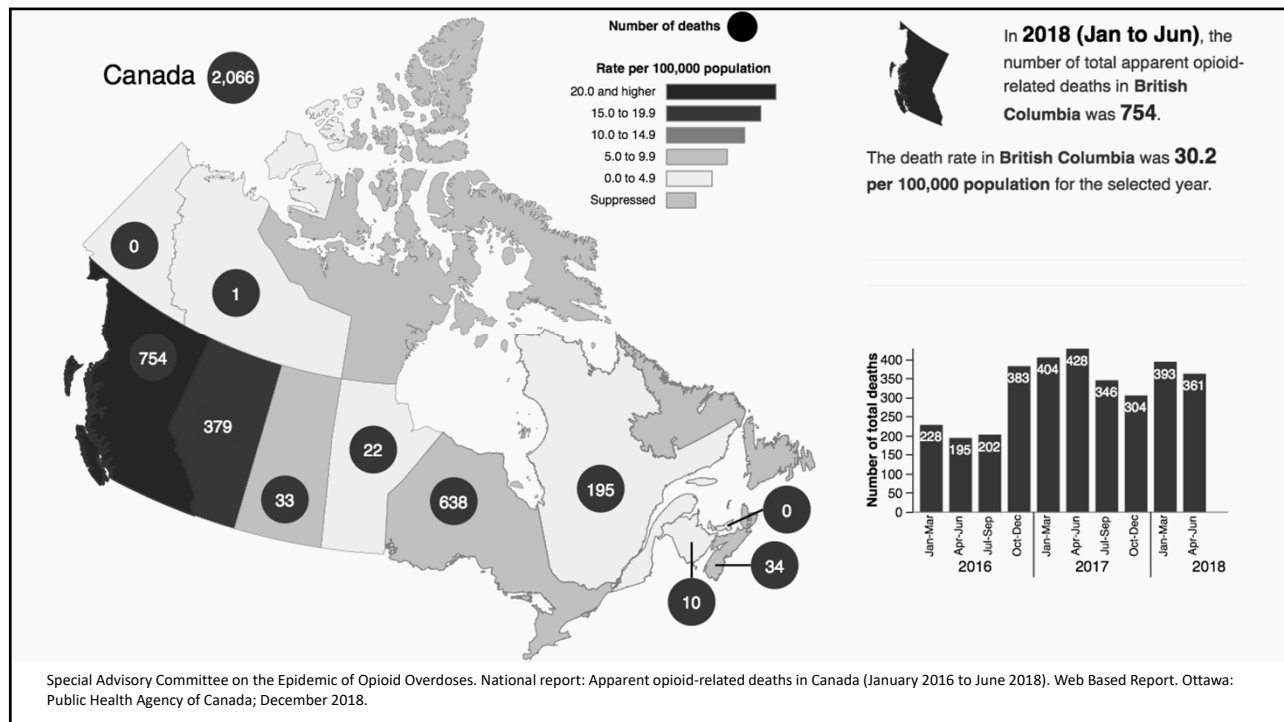 Canada 2,066
Number of deaths
Rate per 100,000 population
20.0 and higher
15.0 to 19.9
10.0 to 14.9
5.0 to 9.9
0.0 to 4.9
Suppressed
0
1
754
379
33
22
638
195
0
34
10
In 2018 (Jan to Jun), the
number of total apparent opioid-
related deaths in British
Columbia was 754.
The death rate in British Columbia was 30.2
per 100,000 population for the selected year.
Number of total deaths
400
350
300
250
200
150
100
50
0
228
195
202
383
404
428
346
304
393
361
Jan-Mar
Apr-Jun
Jul-Sep
Oct-Dec
Jan-Mar
Apr-Jun
Jul-Sep
Oct-Dec
Jan-Mar
Apr-Jun
2016
2017
2018
Special Advisory Committee on the Epidemic of Opioid Overdoses. National report: Apparent opioid-related deaths in Canada (January 2016 to June 2018). Web Based Report. Ottawa:
Public Health Agency of Canada; December 2018.